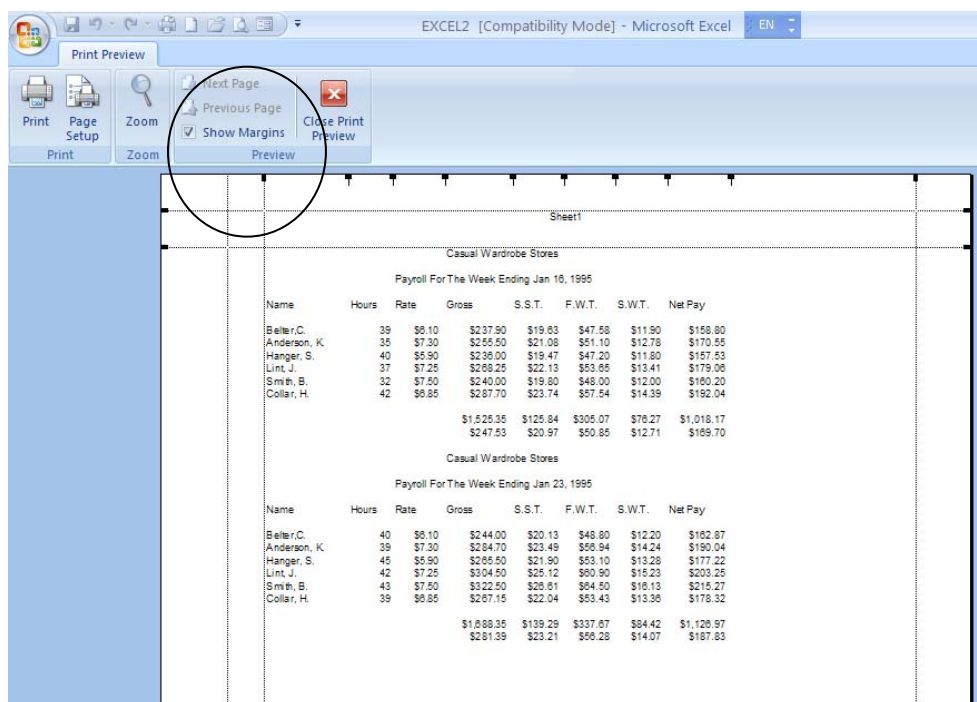 EXCEL2 [Compatibility Mode] - Microsoft Excel EN
Print Preview
Next Page
Previous Page
Print Page Setup Zoom Show Margins Close Print Preview
Print Zoom Preview
Sheet1
Casual Wardrobe Stores
Payroll For The Week Ending Jan 16, 1995
Name Hours Rate Gross S.S.T. F.W.T. S.W.T. Net Pay
Belter,C. 39 $6.10 $237.90 $19.63 $47.58 $11.90 $158.80
Anderson, K. 35 $7.30 $255.50 $21.08 $51.10 $12.78 $170.55
Hanger, S. 40 $5.90 $236.00 $19.47 $47.20 $11.80 $157.53
Lint, J. 37 $7.25 $268.25 $22.13 $53.65 $13.41 $179.06
Smith, B. 32 $7.50 $240.00 $19.80 $48.00 $12.00 $160.20
Collar, H. 42 $6.85 $287.70 $23.74 $57.54 $14.39 $192.04
$1,525.35 $125.84 $305.07 $76.27 $1,018.17
$247.53 $20.97 $50.85 $12.71 $169.70
Casual Wardrobe Stores
Payroll For The Week Ending Jan 23, 1995
Name Hours Rate Gross S.S.T. F.W.T. S.W.T. Net Pay
Belter,C. 40 $6.10 $244.00 $20.13 $48.80 $12.20 $162.87
Anderson, K. 39 $7.30 $284.70 $23.49 $56.94 $14.24 $190.04
Hanger, S. 45 $5.90 $265.50 $21.90 $53.10 $13.28 $177.22
Lint, J. 42 $7.25 $304.50 $25.12 $60.90 $15.23 $203.25
Smith, B. 43 $7.50 $322.50 $26.61 $64.50 $16.13 $215.27
Collar, H. 39 $6.85 $267.15 $22.04 $53.43 $13.36 $178.32
$1,688.35 $139.29 $337.67 $84.42 $1,126.97
$281.39 $23.21 $56.28 $14.07 $187.83